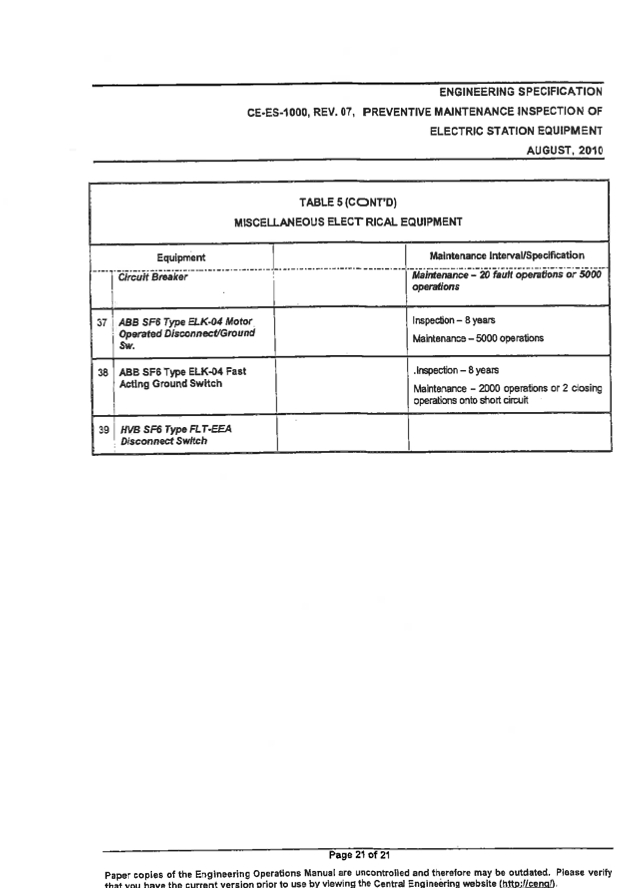 ENGINEERING SPECIFICATION
CE-ES-1000, REV. 07, PREVENTIVE MAINTENANCE INSPECTION OF
ELECTRIC STATION EQUIPMENT
AUGUST, 2010
TABLE 5 (CONT'D)
MISCELLANEOUS ELECTRICAL EQUIPMENT
Equipment
Maintenance Interval/Specification
Circuit Breaker
Maintenance – 20 fault operations or 5000
operations
37
ABB SF6 Type ELK-04 Motor
Operated Disconnect/Ground
Sw.
Inspection – 8 years
Maintenance – 5000 operations
38
ABB SF6 Type ELK-04 Fast
Acting Ground Switch
.Inspection – 8 years
Maintenance – 2000 operations or 2 closing
operations onto short circuit
39
HVB SF6 Type FLT-EEA
Disconnect Switch
Page 21 of 21
Paper copies of the Engineering Operations Manual are uncontrolled and therefore may be outdated. Please verify
that you have the current version prior to use by viewing the Central Engineering website (http://ceng/).